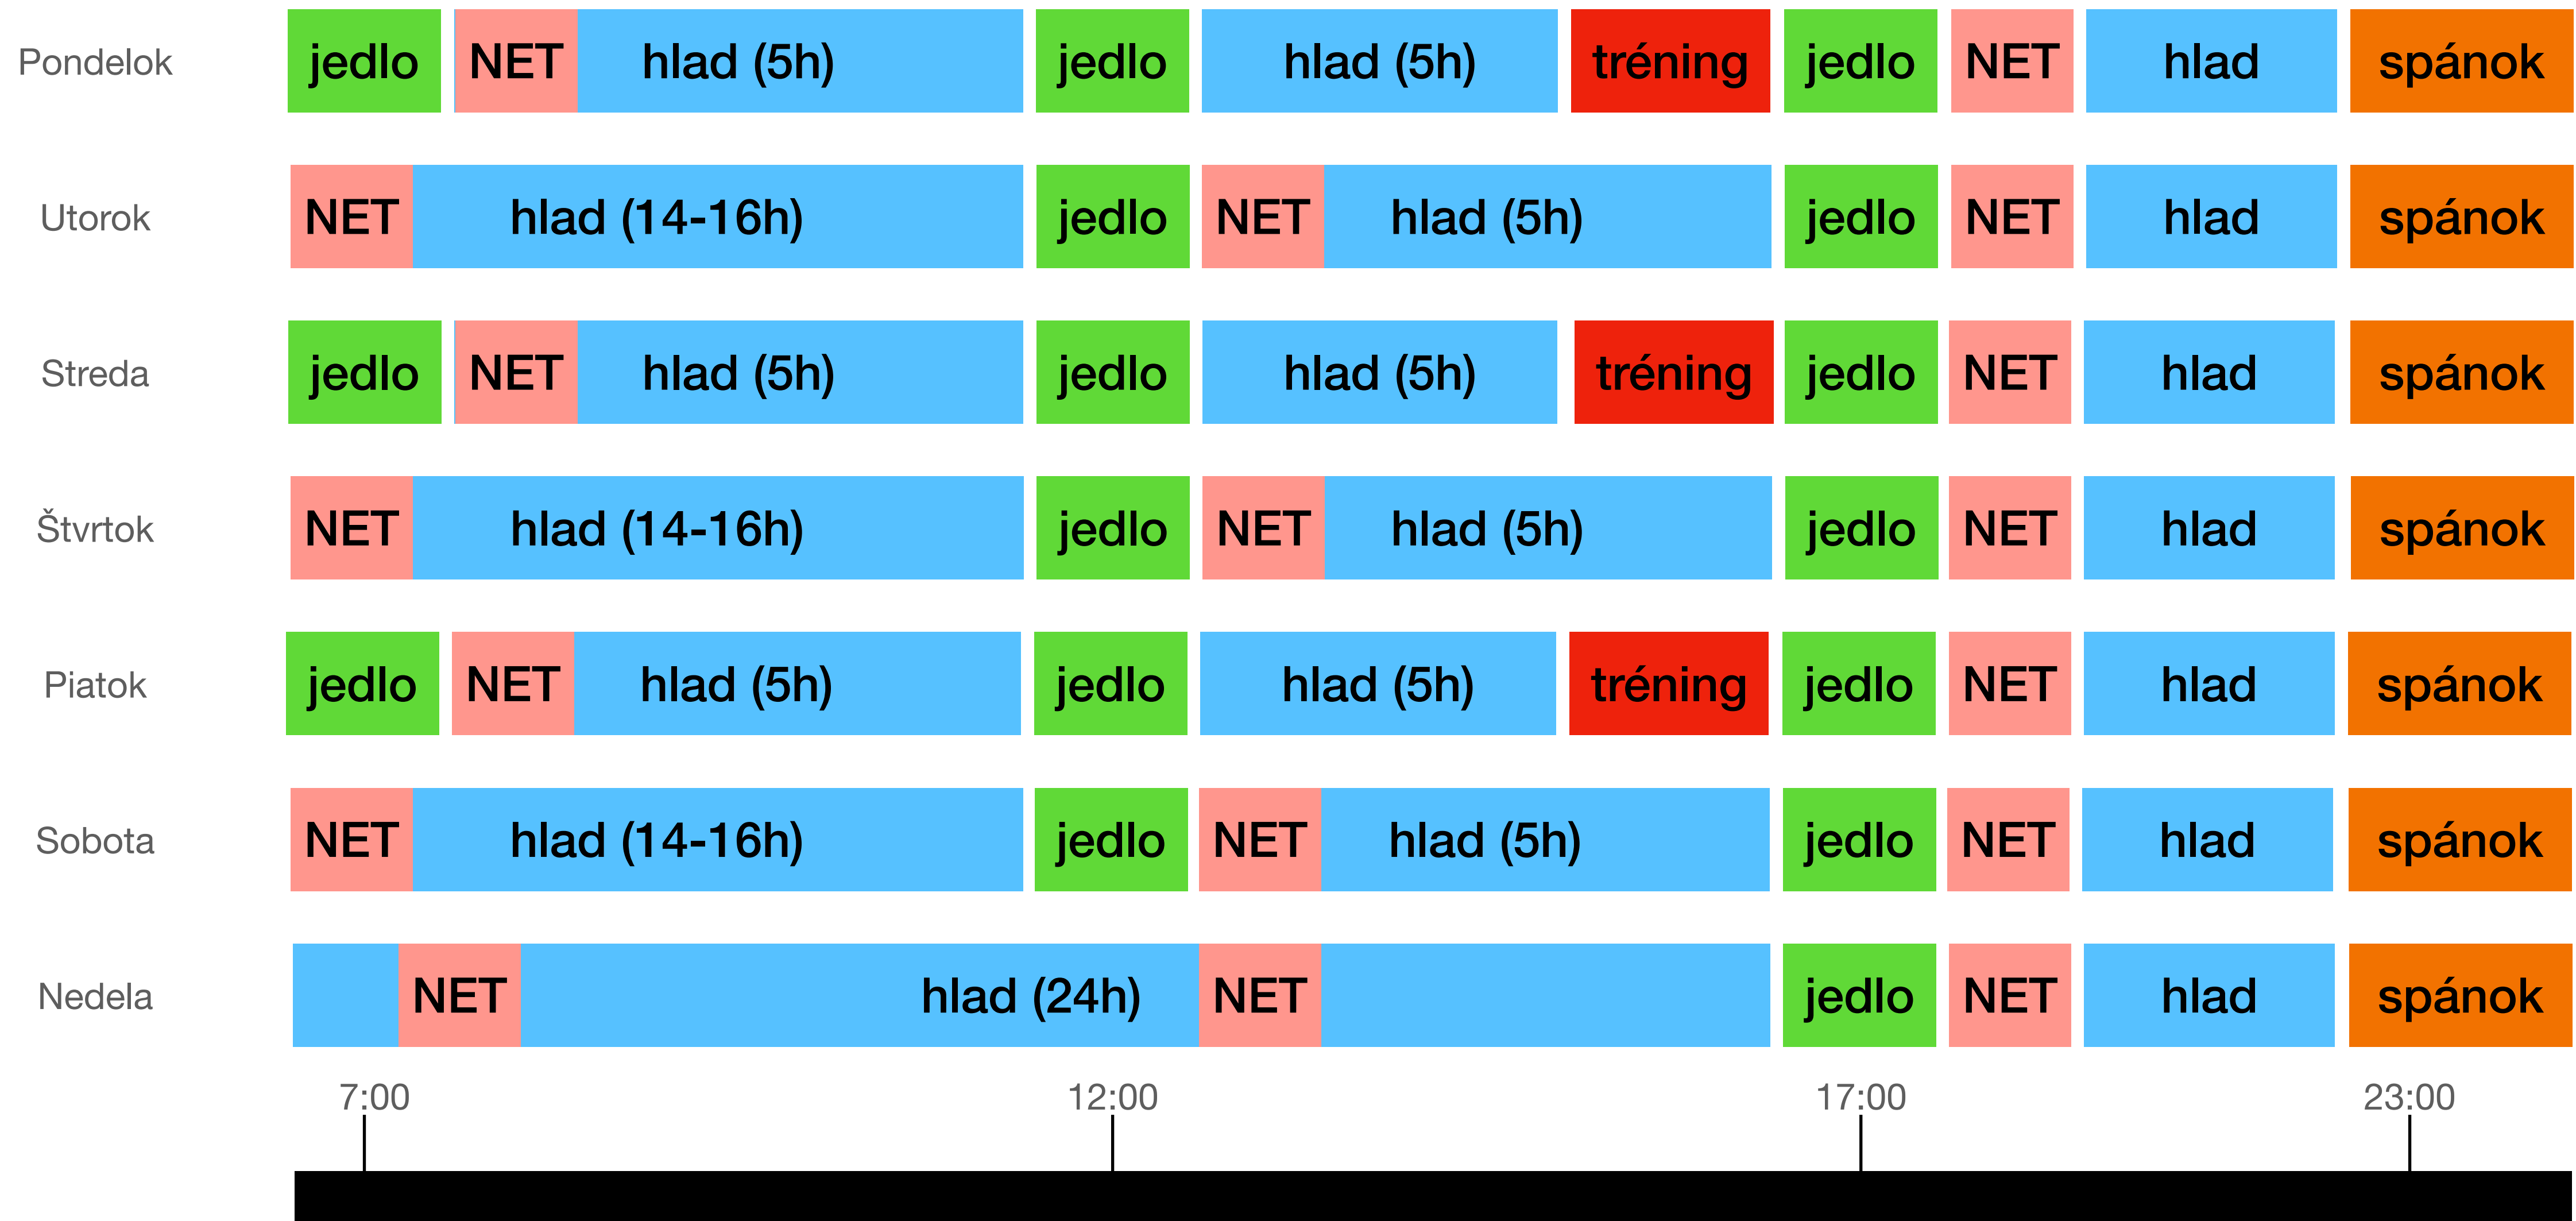 Pondelok jedlo NET hlad (5h) jedlo hlad (5h) tréning jedlo NET hlad spánok
Utorok NET hlad (14-16h) jedlo NET hlad (5h) jedlo NET hlad spánok
Streda jedlo NET hlad (5h) jedlo hlad (5h) tréning jedlo NET hlad spánok
Štvrtok NET hlad (14-16h) jedlo NET hlad (5h) jedlo NET hlad spánok
Piatok jedlo NET hlad (5h) jedlo hlad (5h) tréning jedlo NET hlad spánok
Sobota NET hlad (14-16h) jedlo NET hlad (5h) jedlo NET hlad spánok
Nedela NET hlad (24h) NET jedlo NET hlad spánok
7:00 12:00 17:00 23:00